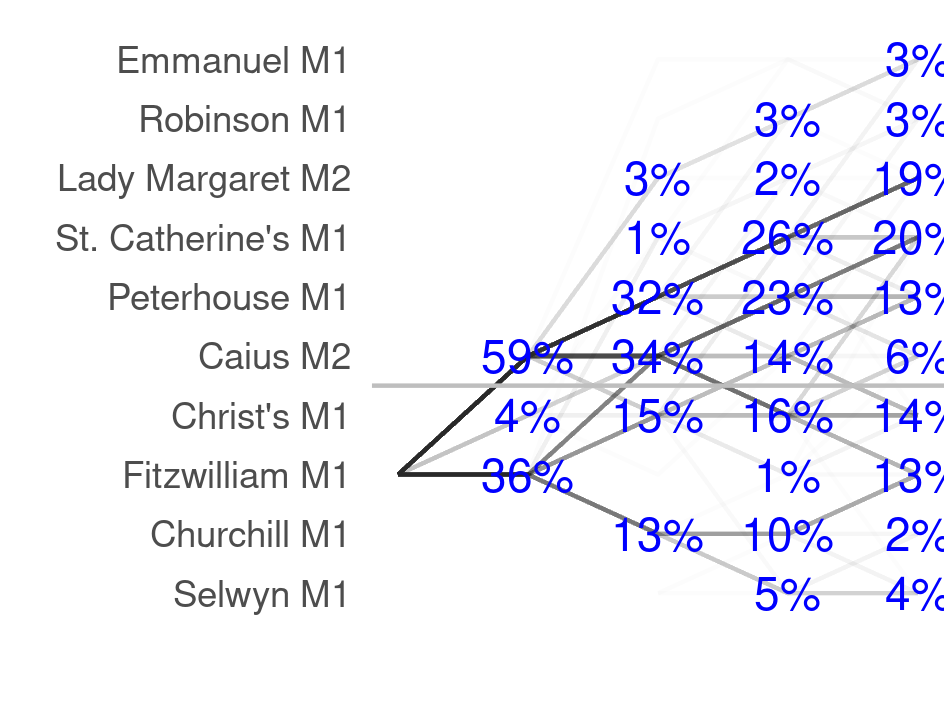 Emmanuel M1 3%
Robinson M1 3% 3%
Lady Margaret M2 3% 2% 19%
St. Catherine's M1 1% 26% 20%
Peterhouse M1 32% 23% 13%
Caius M2 59% 34% 14% 6%
Christ's M1 4% 15% 16% 14%
Fitzwilliam M1 36% 1% 13%
Churchill M1 13% 10% 2%
Selwyn M1 5% 4%